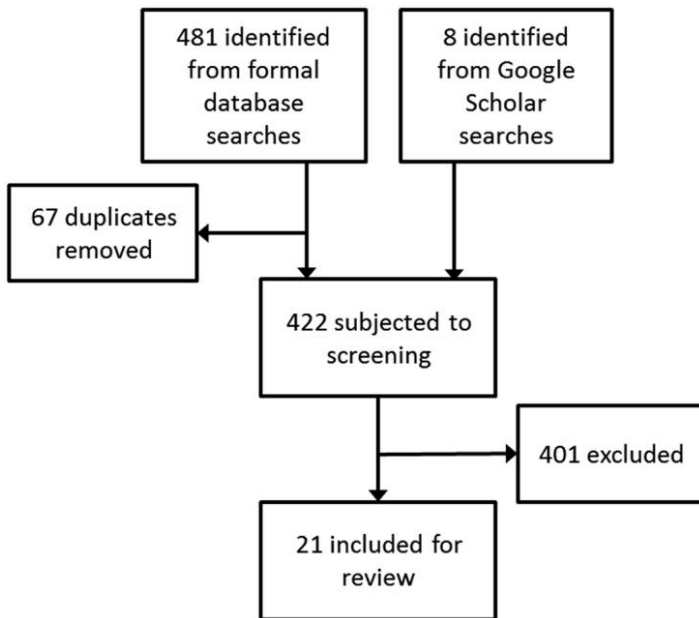 481 identified
from formal
database
searches
8 identified
from Google
Scholar
searches
67 duplicates
removed
422 subjected to
screening
401 excluded
21 included for
review